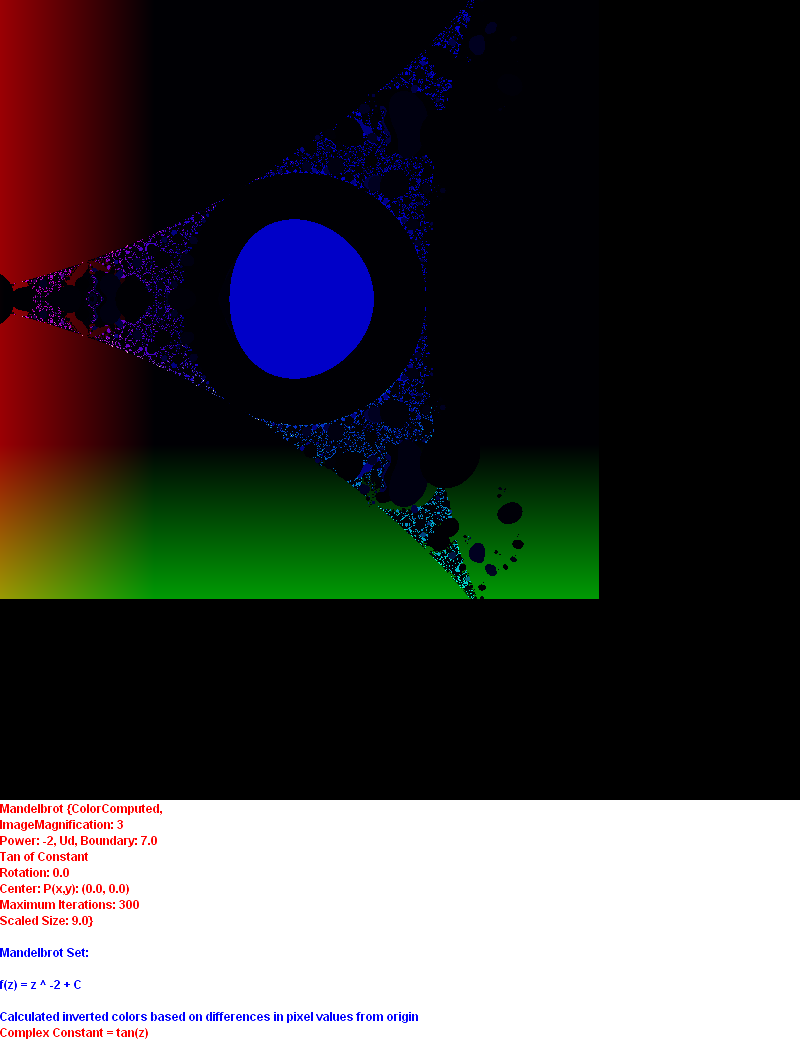 Mandelbrot {ColorComputed,
ImageMagnification: 3
Power: -2, Ud, Boundary: 7.0
Tan of Constant
Rotation: 0.0
Center: P(x,y): (0.0, 0.0)
Maximum Iterations: 300
Scaled Size: 9.0}
Mandelbrot Set:
f(z) = z ^ -2 + C
Calculated inverted colors based on differences in pixel values from origin
Complex Constant = tan(z)